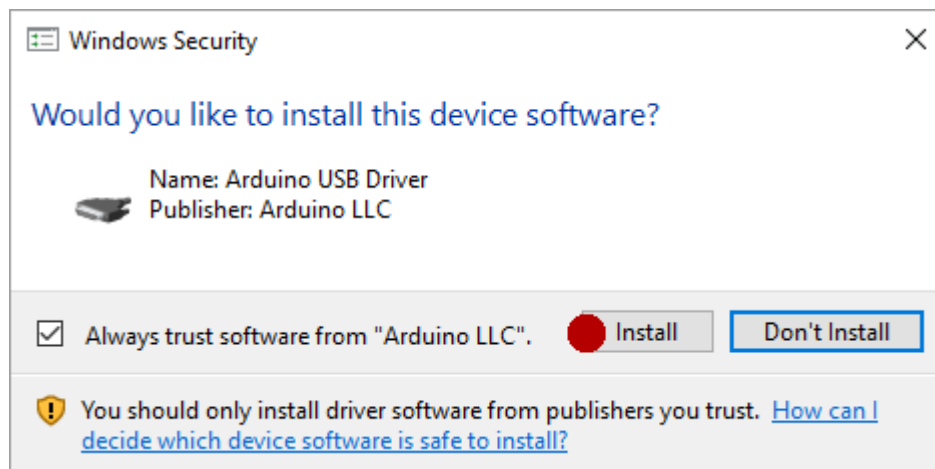 Windows Security
Would you like to install this device software?
Name: Arduino USB Driver
Publisher: Arduino LLC
Always trust software from "Arduino LLC".
Install
Don't Install
You should only install driver software from publishers you trust. How can I
decide which device software is safe to install?